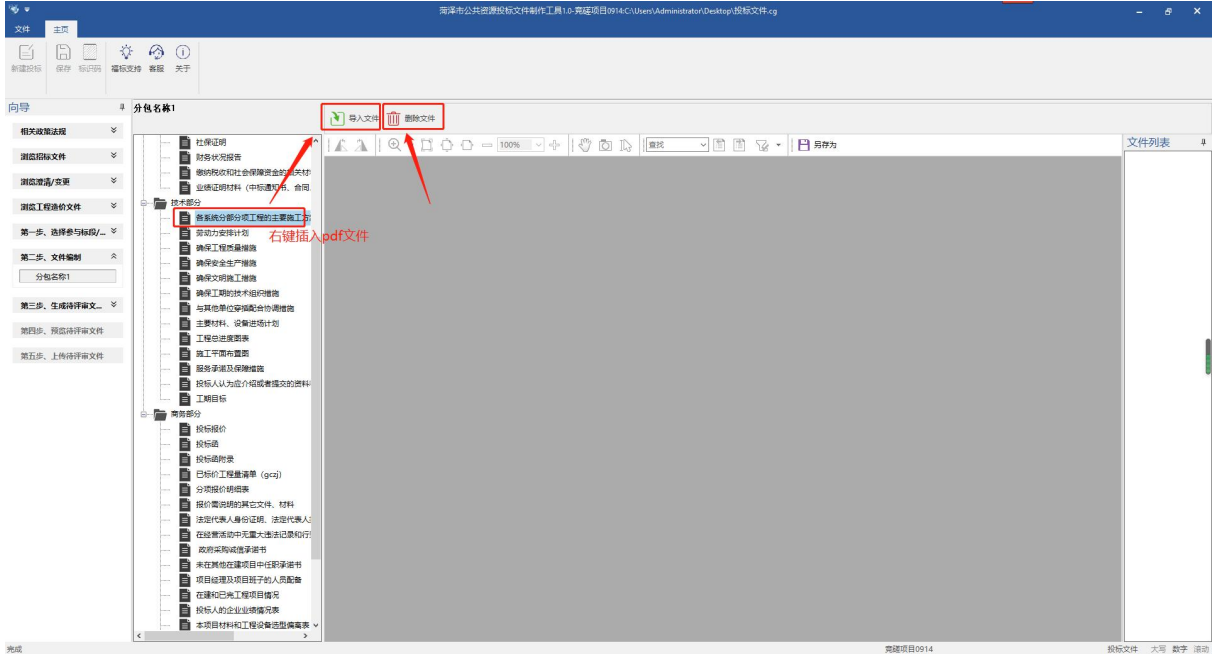 菏泽市公共资源投标文件制作工具1.0-竞磋项目0914:C:\Users\Administrator\Desktop\投标文件.cg
文件 主页
新建投标 保存 标识码 福标支持 客服 关于
向导
分包名称1
导入文件 删除文件
相关政策法规
浏览招标文件
浏览澄清/变更
浏览工程造价文件
第一步、选择参与标段/...
第二步、文件编制
分包名称1
第三步、生成待评审文...
第四步、预览待评审文件
第五步、上传待评审文件
社保证明
财务状况报告
缴纳税收和社会保障资金的相关材
业绩证明材料（中标通知书、合同
技术部分
各系统分部分项工程的主要施工方
劳动力安排计划
确保工程质量措施
确保安全生产措施
确保文明施工措施
确保工期的技术组织措施
与其他单位穿插配合协调措施
主要材料、设备进场计划
工程总进度图表
施工平面布置图
服务承诺及保障措施
投标人认为应介绍或者提交的资料
工期目标
商务部分
投标报价
投标函
投标函附录
已标价工程量清单（gczj）
分项报价明细表
报价需说明的其它文件、材料
法定代表人身份证明、法定代表人
在经营活动中无重大违法记录和行
政府采购诚信承诺书
未在其他在建项目中任职承诺书
项目经理及项目班子的人员配备
在建和已完工程项目情况
投标人的企业业绩情况表
本项目材料和工程设备选型偏离表
100% 查找 另存为
右键插入pdf文件
文件列表
完成 竞磋项目0914 投标文件 大写 数字 滚动